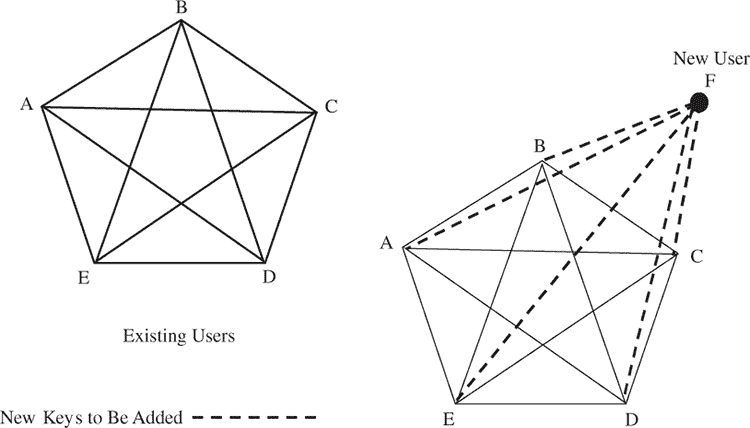 B
A
C
E
D
Existing Users
New Keys to Be Added
New User
F
B
A
C
E
D